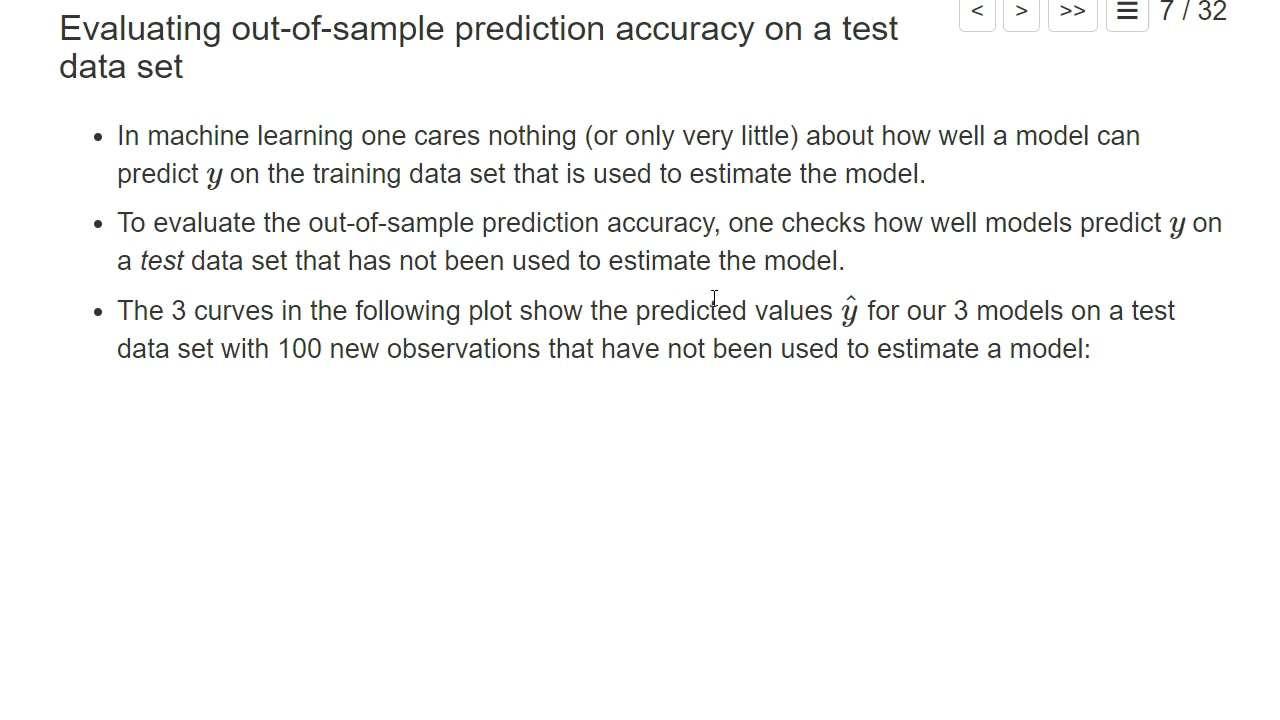 Evaluating out-of-sample prediction accuracy on a test
data set
< > >> ☰ 7 / 32
• In machine learning one cares nothing (or only very little) about how well a model can
predict y on the training data set that is used to estimate the model.
• To evaluate the out-of-sample prediction accuracy, one checks how well models predict y on
a test data set that has not been used to estimate the model.
• The 3 curves in the following plot show the predicted values ŷ for our 3 models on a test
data set with 100 new observations that have not been used to estimate a model: